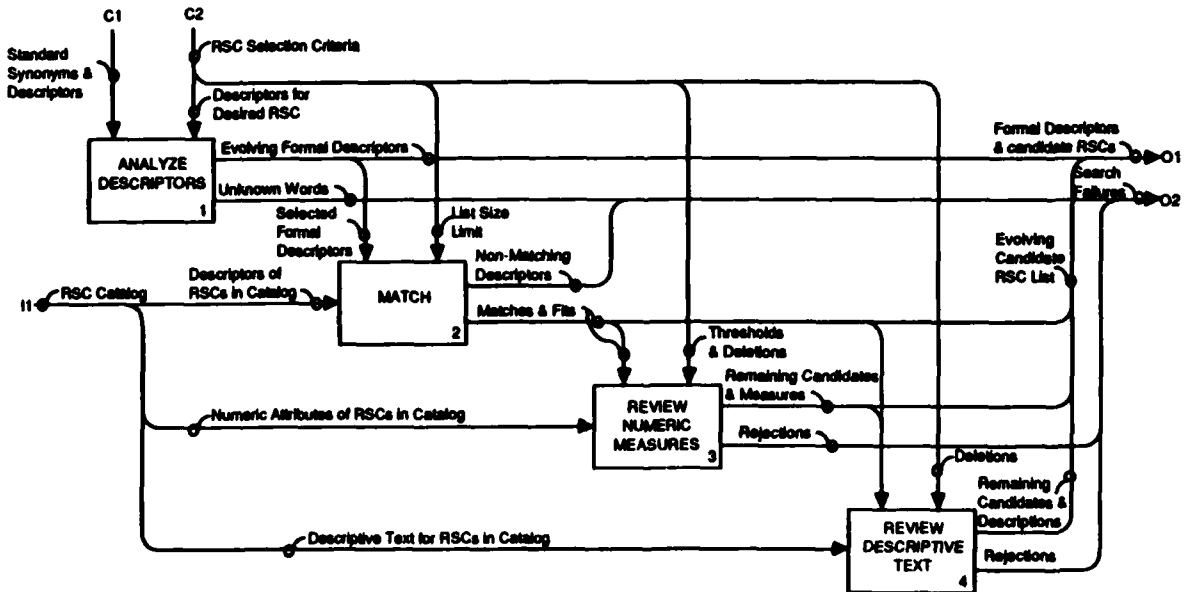 C1
C2
RSC Selection Criteria
Standard
Synonyms &
Descriptors
Descriptors for
Desired RSC
ANALYZE
DESCRIPTORS
1
Evolving Formal Descriptors
Unknown Words
Formal Descriptors
& candidate RSCs
O1
Search
Failures
O2
Selected
Formal
Descriptors
List Size
Limit
Non-Matching
Descriptors
Evolving
Candidate
RSC List
I1
RSC Catalog
Descriptors of
RSCs in Catalog
MATCH
2
Matches & Fits
Thresholds
& Deletions
Remaining Candidates
& Measures
REVIEW
NUMERIC
MEASURES
3
Numeric Attributes of RSCs in Catalog
Rejections
Deletions
Remaining
Candidates &
Descriptions
REVIEW
DESCRIPTIVE
TEXT
4
Descriptive Text for RSCs in Catalog
Rejections